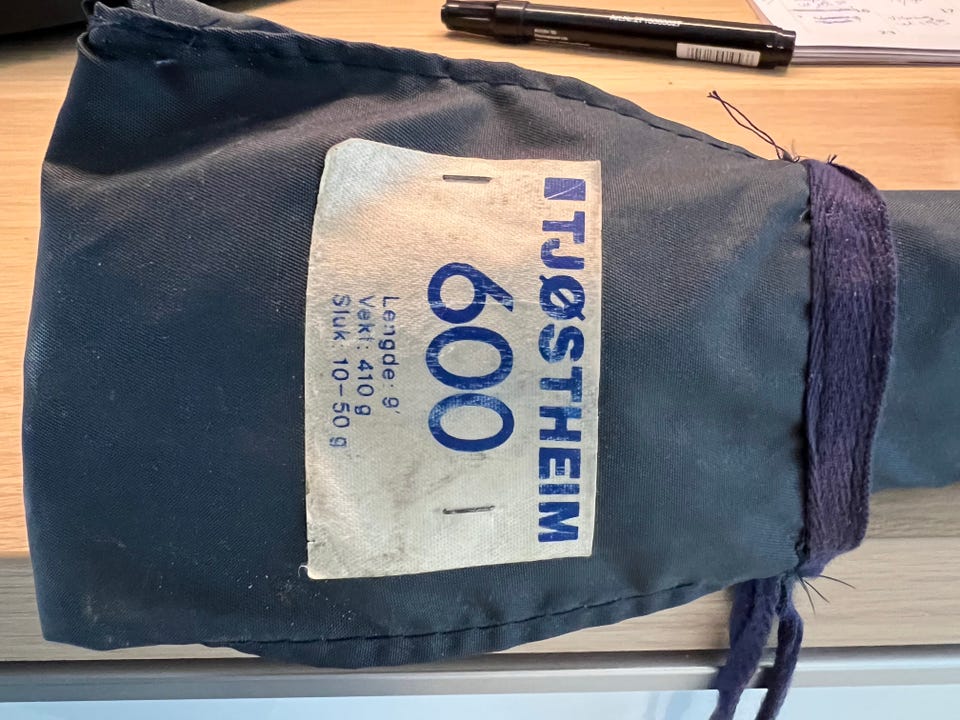 TJØSTHEIM
600
Lengde: 9'
Vekt: 410 g
Sluk: 10-50 g